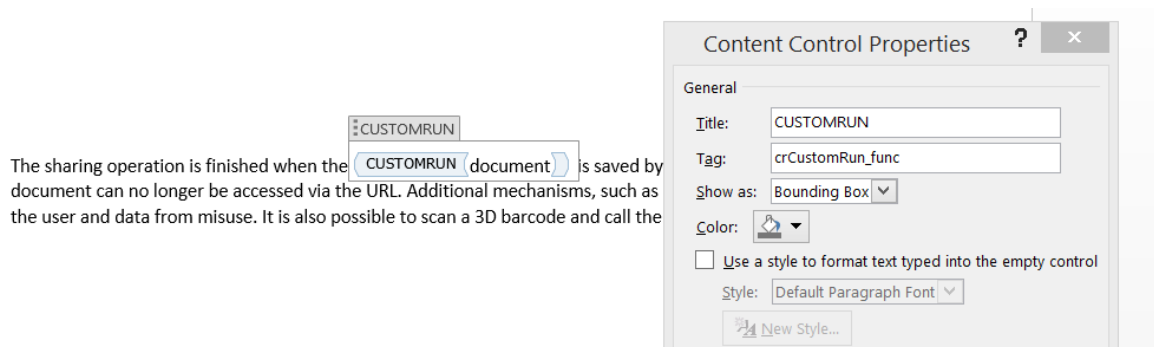 CUSTOMRUN
The sharing operation is finished when the CUSTOMRUN document is saved by
document can no longer be accessed via the URL. Additional mechanisms, such as
the user and data from misuse. It is also possible to scan a 3D barcode and call the
Content Control Properties ? ×
General
Title: CUSTOMRUN
Tag: crCustomRun_func
Show as: Bounding Box
Color:
Use a style to format text typed into the empty control
Style: Default Paragraph Font
New Style...